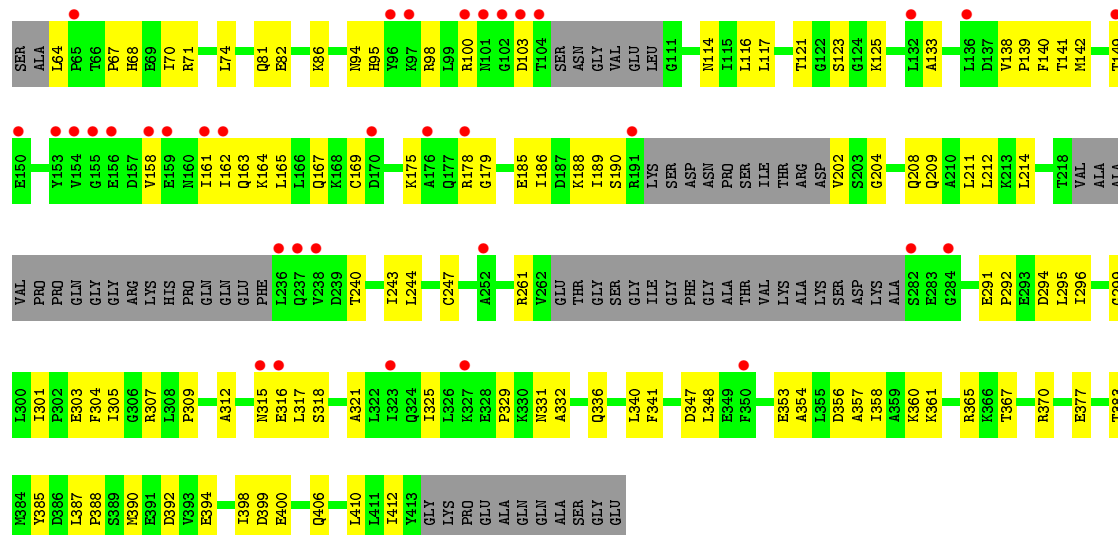 SER ALA L64 P65 T66 P67 H68 E69 I70 R71 L74 Q81 E82 K86 N94 H95 Y96 K97 R98 L99 R100 N101 G102 D103 T104 SER ASN GLY VAL GLU LEU G111 N114 I115 L116 L117 T121 G122 S123 G124 K125 L132 A133 L136 D137 V138 P139 F140 T141 M142
E150 Y153 V154 G155 E156 D157 V158 E159 N160 I161 I162 Q163 K164 L165 L166 Q167 K168 C169 D170 K175 A176 Q177 R178 G179 E185 I186 D187 K188 I189 S190 R191 LYS SER ASP ASN PRO SER ILE THR ARG ASP V202 S203 G204 Q208 Q209 A210 L211 L212 K213 L214 T218 VAL ALA ALA
VAL PRO PRO GLN GLY GLY ARG LYS HIS PRO GLN GLN GLU PHE L236 Q237 V238 D239 T240 I243 L244 C247 A252 R261 V262 GLU THR GLY SER GLY ILE GLY PHE GLY ALA THR VAL LYS ALA LYS SER ASP LYS ALA S282 E283 G284 E291 P292 E293 D294 L295 I296
L300 I301 P302 E303 F304 I305 G306 R307 L308 P309 A312 N315 E316 L317 S318 A321 L322 I323 Q324 I325 L326 K327 E328 P329 K330 N331 A332 Q336 L340 F341 D347 L348 E349 F350 E353 A354 L355 D356 A357 I358 A359 K360 K361 R365 K366 T367 R370 E377
M384 Y385 D386 L387 P388 S389 M390 E391 D392 V393 E394 I398 D399 E400 Q406 L410 L411 I412 Y413 GLY LYS PRO GLU ALA GLN GLN ALA SER GLY GLU